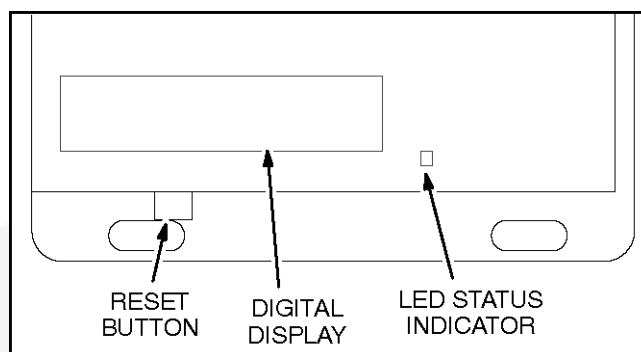 RESET
BUTTON
DIGITAL
DISPLAY
LED STATUS
INDICATOR